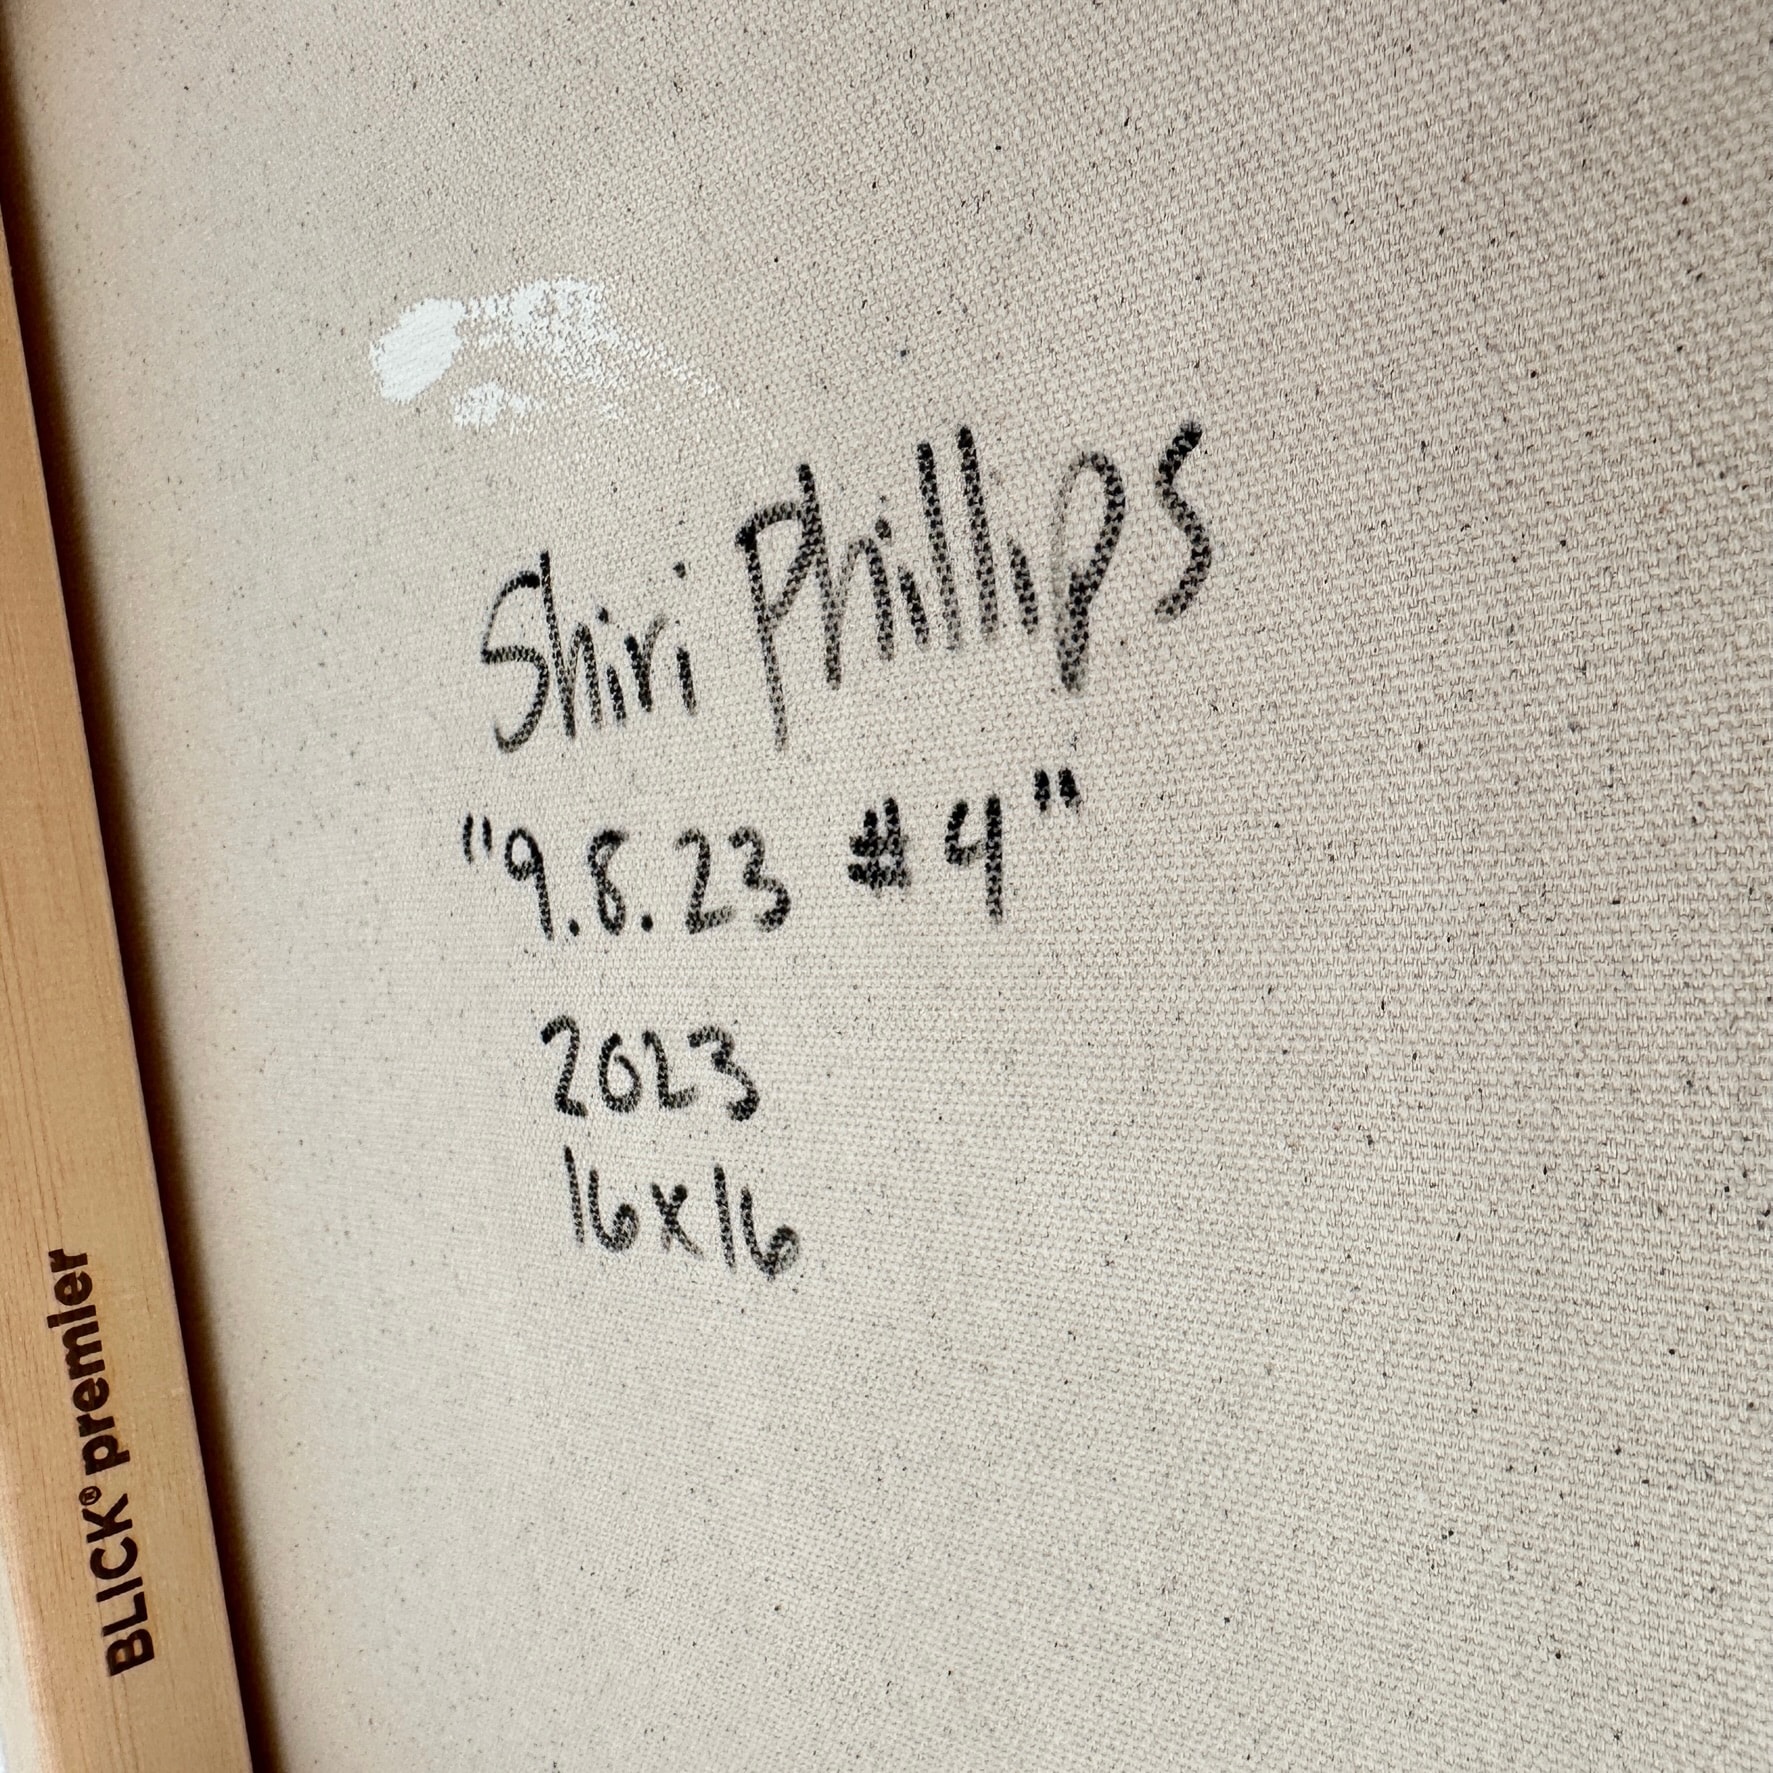 Shiri Phillips
"9.8.23 #4"
2023
16x16
BLICK® premier